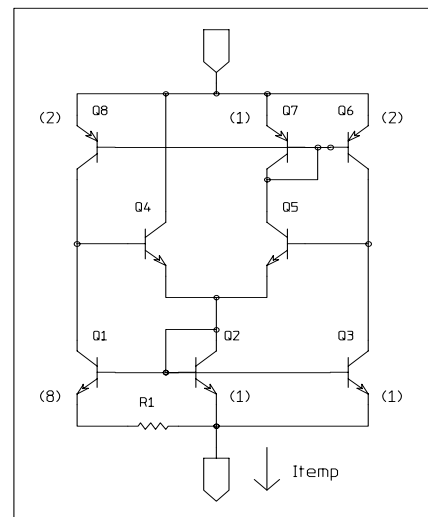 Q8 Q7 Q6
(2) (1) (2)
Q4 Q5
Q1 Q2 Q3
(8) R1 (1) (1)
Itemp